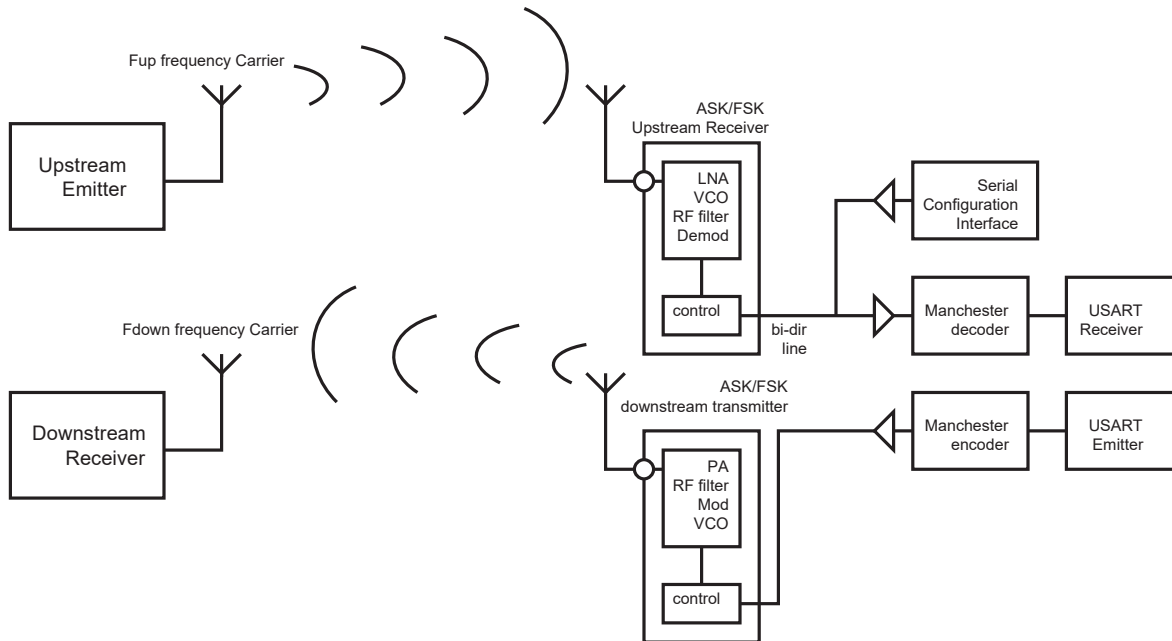 Fup frequency Carrier
Upstream
Emitter
ASK/FSK
Upstream Receiver
LNA
VCO
RF filter
Demod
control
bi-dir
line
Serial
Configuration
Interface
Manchester
decoder
USART
Receiver
Fdown frequency Carrier
Downstream
Receiver
ASK/FSK
downstream transmitter
PA
RF filter
Mod
VCO
control
Manchester
encoder
USART
Emitter